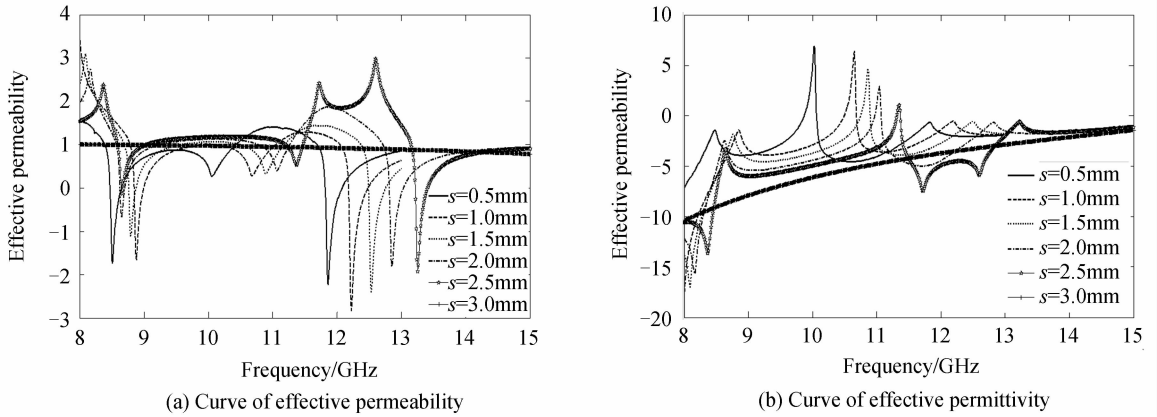 4
3
2
1
0
−1
−2
−3
Effective permeability
8 9 10 11 12 13 14 15
Frequency/GHz
s=0.5mm
s=1.0mm
s=1.5mm
s=2.0mm
s=2.5mm
s=3.0mm
(a) Curve of effective permeability
10
5
0
−5
−10
−15
−20
Effective permeability
8 9 10 11 12 13 14 15
Frequency/GHz
s=0.5mm
s=1.0mm
s=1.5mm
s=2.0mm
s=2.5mm
s=3.0mm
(b) Curve of effective permittivity